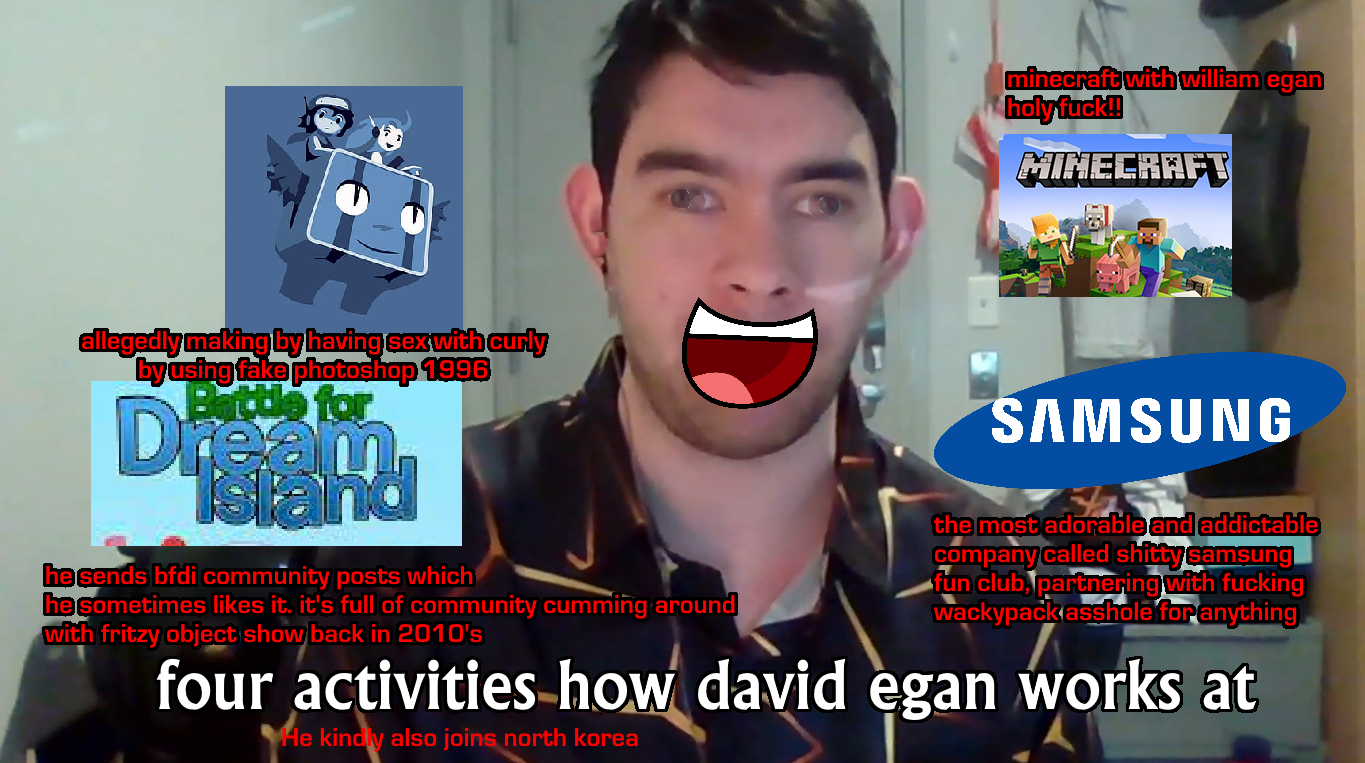 minecraft with william egan
holy fuck!!
MINECRAFT
allegedly making by having sex with curly
by using fake photoshop 1996
Battle for
Dream
Island
SAMSUNG
the most adorable and addictable
company called shitty samsung
fun club, partnering with fucking
wackypack asshole for anything
he sends bfdi community posts which
he sometimes likes it. it's full of community cumming around
with fritzy object show back in 2010's
four activities how david egan works at
He kindly also joins north korea